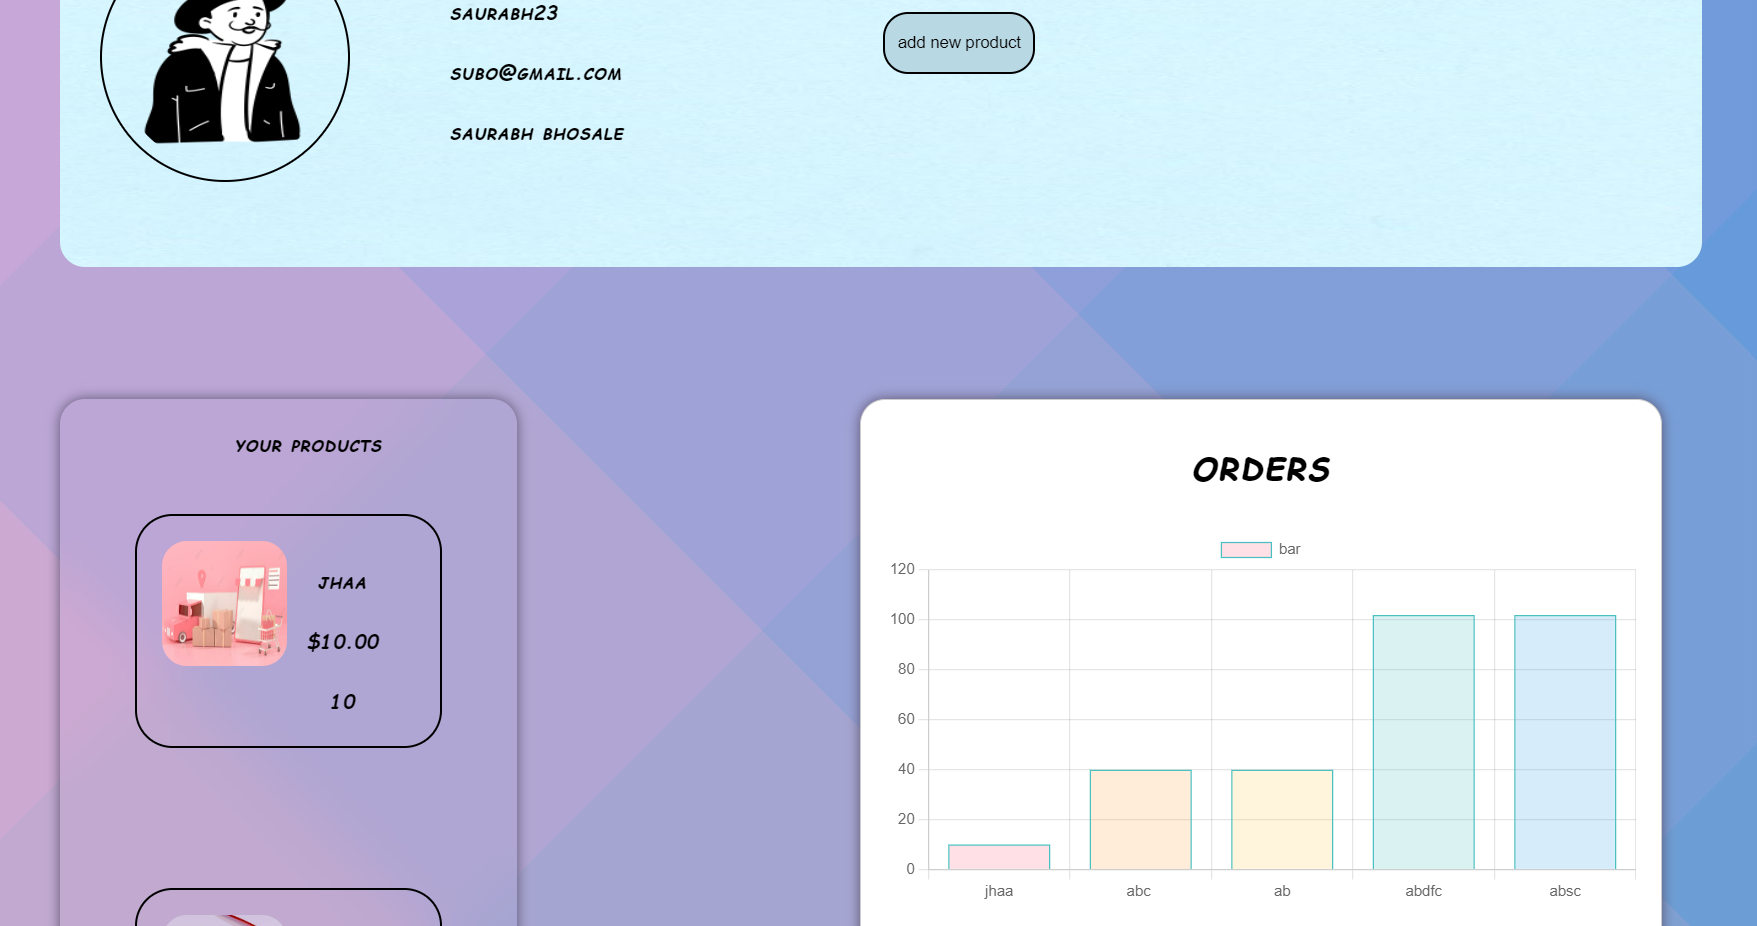 SAURABH23
SUBO@GMAIL.COM
SAURABH BHOSALE
add new product
YOUR PRODUCTS
JHAA
$10.00
10
ORDERS
bar
120
100
80
60
40
20
0
jhaa abc ab abdfc absc